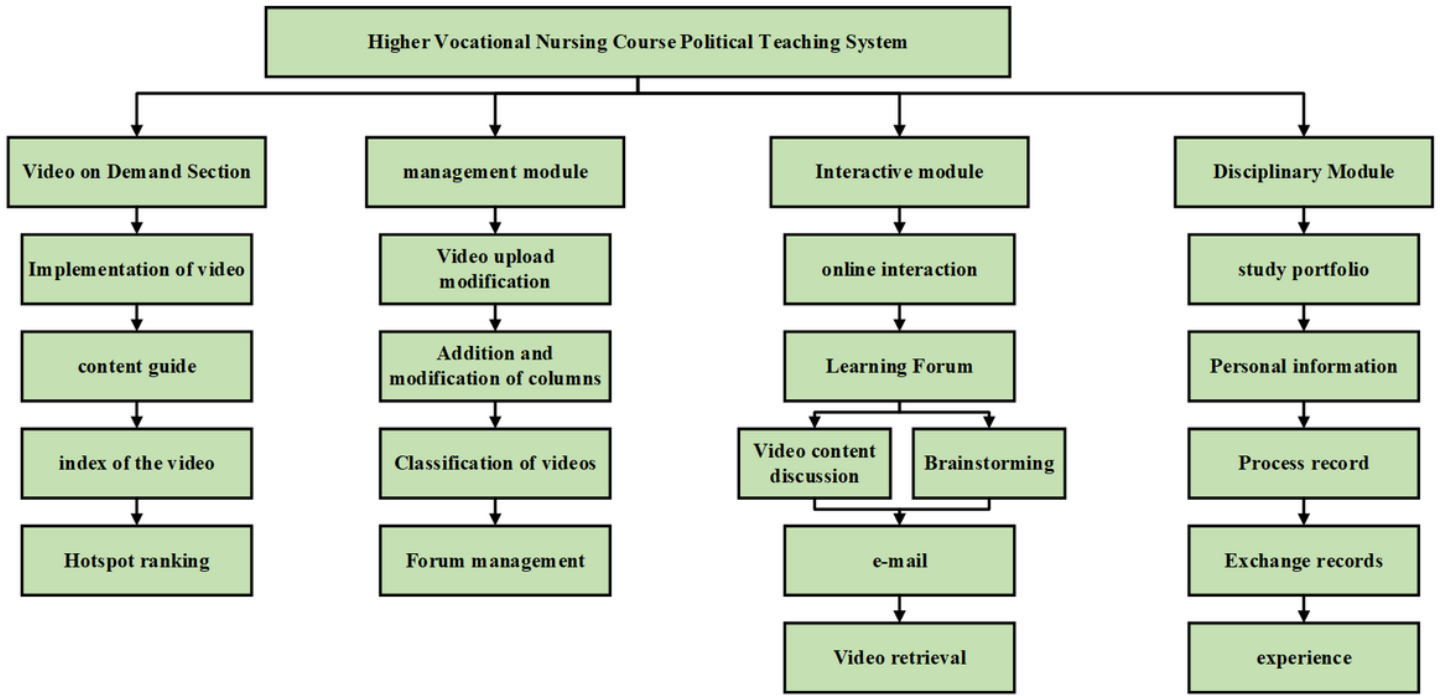 Higher Vocational Nursing Course Political Teaching System
Video on Demand Section
Implementation of video
content guide
index of the video
Hotspot ranking
management module
Video upload
modification
Addition and
modification of columns
Classification of videos
Forum management
Interactive module
online interaction
Learning Forum
Video content
discussion
Brainstorming
e-mail
Video retrieval
Disciplinary Module
study portfolio
Personal information
Process record
Exchange records
experience